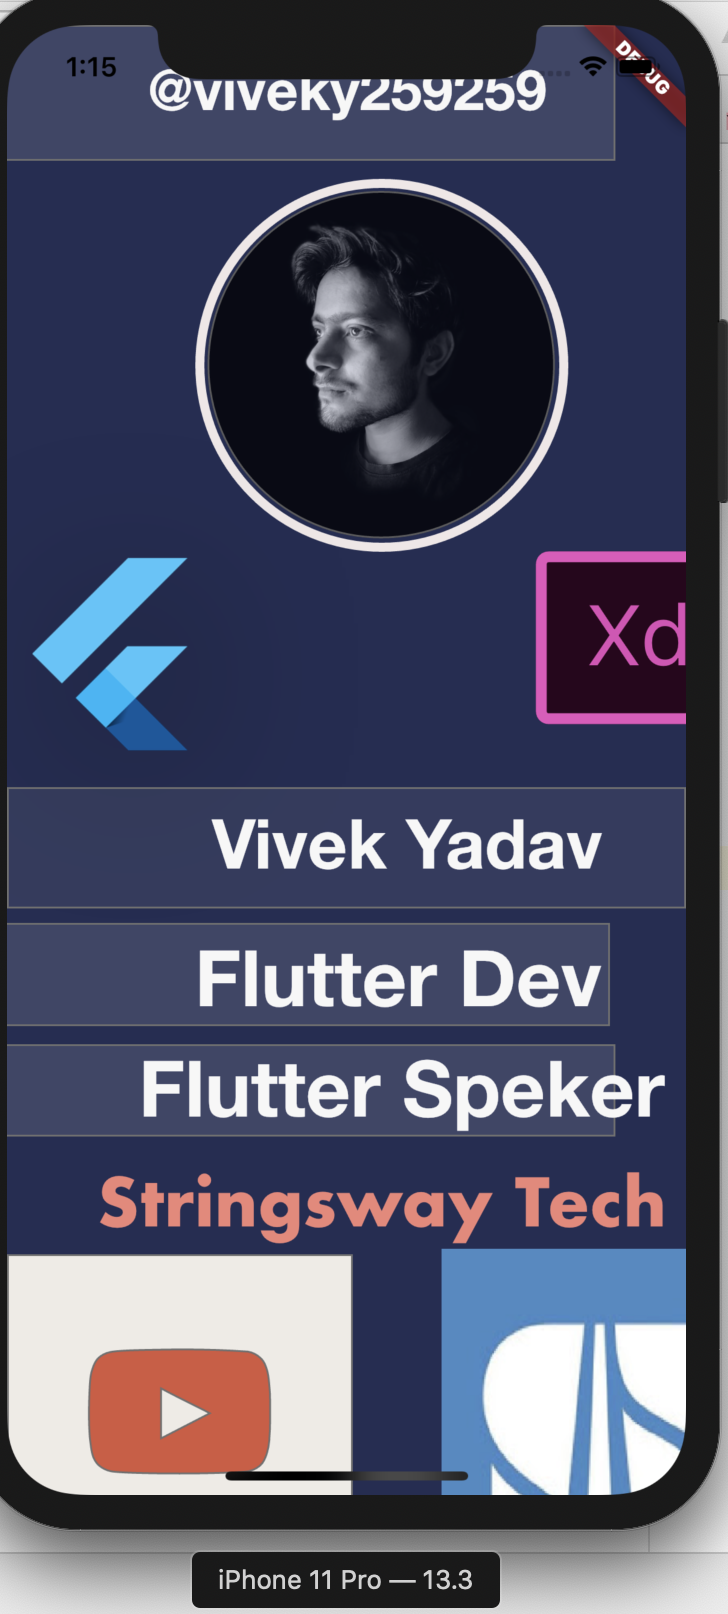 1:15
DEBUG
@viveky259259
Xd
Vivek Yadav
Flutter Dev
Flutter Speker
Stringsway Tech
iPhone 11 Pro — 13.3